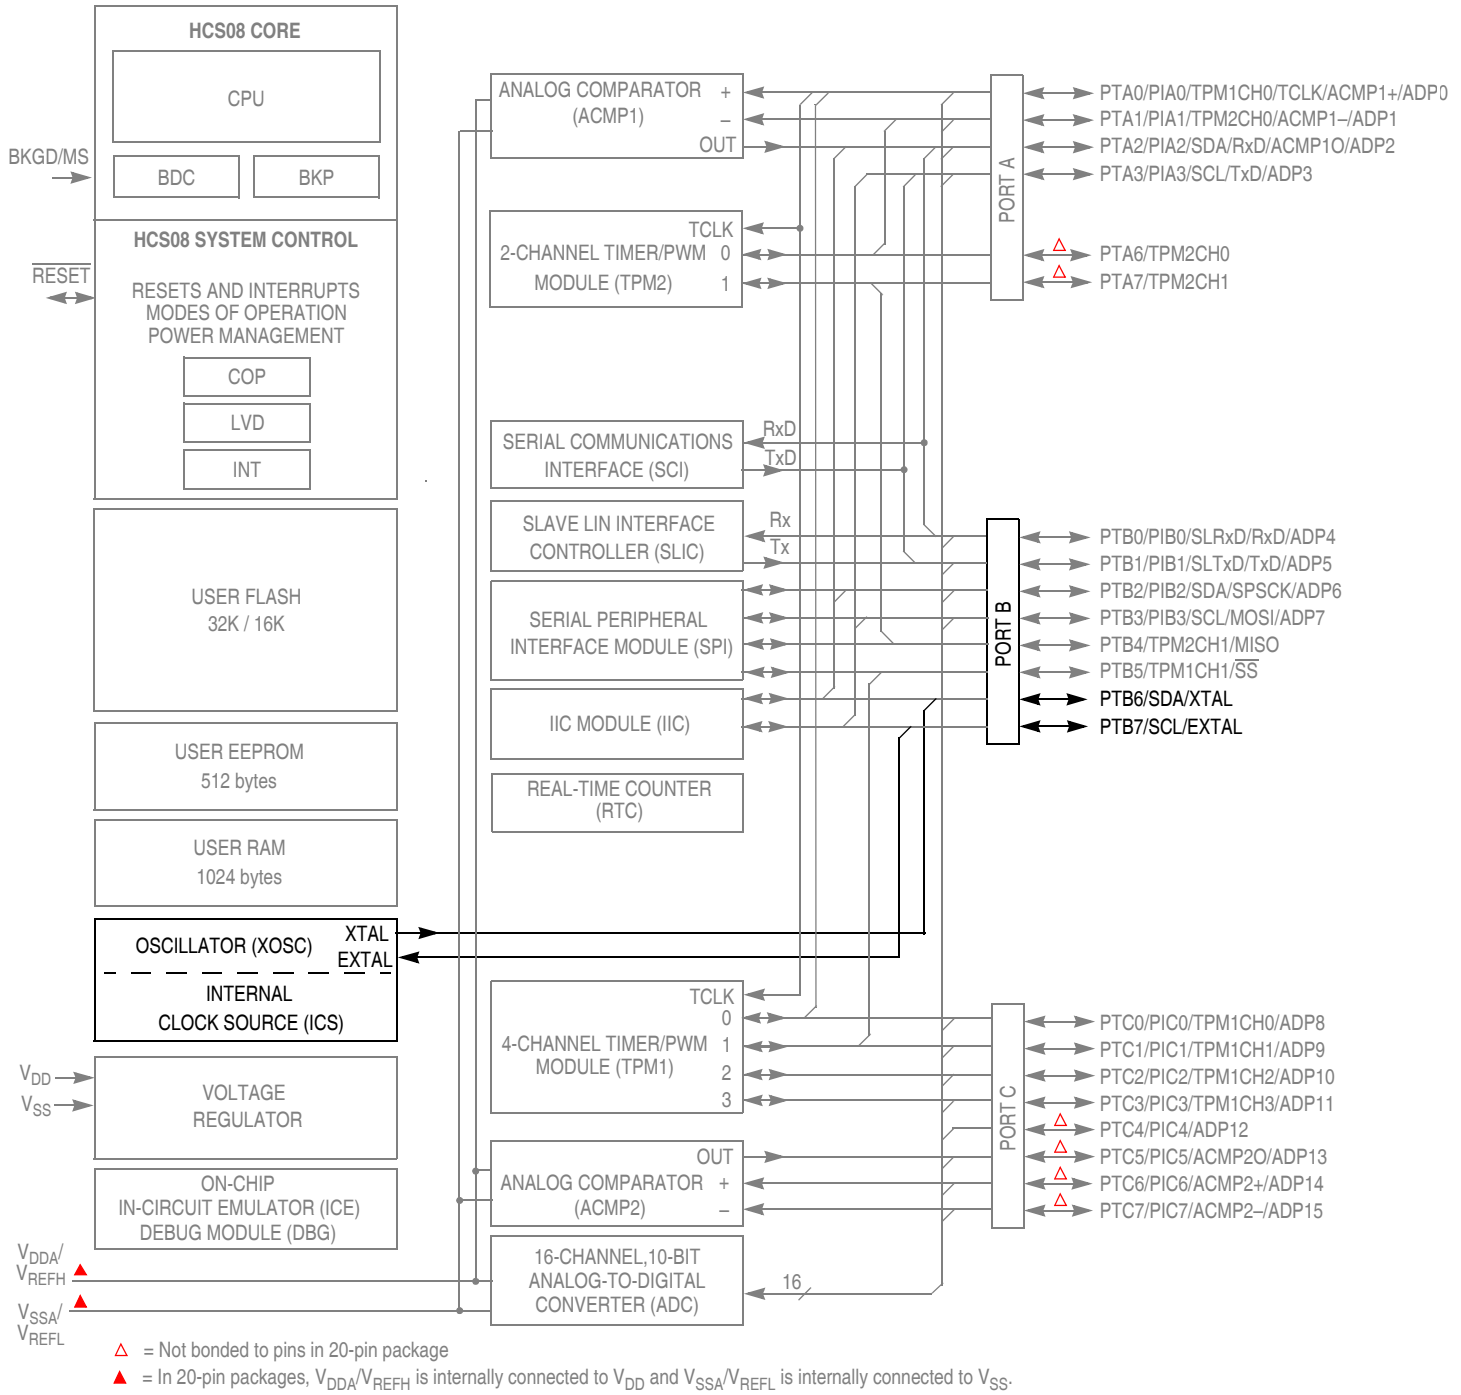 HCS08 CORE
CPU
BDC
BKP
BKGD/MS
HCS08 SYSTEM CONTROL
RESET
RESETS AND INTERRUPTS
MODES OF OPERATION
POWER MANAGEMENT
COP
LVD
INT
USER FLASH
32K / 16K
USER EEPROM
512 bytes
USER RAM
1024 bytes
OSCILLATOR (XOSC)
XTAL
EXTAL
INTERNAL
CLOCK SOURCE (ICS)
VDD
VSS
VOLTAGE
REGULATOR
ON-CHIP
IN-CIRCUIT EMULATOR (ICE)
DEBUG MODULE (DBG)
VDDA/
VREFH
VSSA/
VREFL
ANALOG COMPARATOR
(ACMP1)
+
–
OUT
2-CHANNEL TIMER/PWM
MODULE (TPM2)
TCLK
0
1
SERIAL COMMUNICATIONS
INTERFACE (SCI)
RxD
TxD
SLAVE LIN INTERFACE
CONTROLLER (SLIC)
Rx
Tx
SERIAL PERIPHERAL
INTERFACE MODULE (SPI)
IIC MODULE (IIC)
REAL-TIME COUNTER
(RTC)
TCLK
0
4-CHANNEL TIMER/PWM
MODULE (TPM1)
1
2
3
OUT
ANALOG COMPARATOR
(ACMP2)
+
–
16-CHANNEL,10-BIT
ANALOG-TO-DIGITAL
CONVERTER (ADC)
16
PORT A
PTA0/PIA0/TPM1CH0/TCLK/ACMP1+/ADP0
PTA1/PIA1/TPM2CH0/ACMP1–/ADP1
PTA2/PIA2/SDA/RxD/ACMP1O/ADP2
PTA3/PIA3/SCL/TxD/ADP3
PTA6/TPM2CH0
PTA7/TPM2CH1
PORT B
PTB0/PIB0/SLRxD/RxD/ADP4
PTB1/PIB1/SLTxD/TxD/ADP5
PTB2/PIB2/SDA/SPSCK/ADP6
PTB3/PIB3/SCL/MOSI/ADP7
PTB4/TPM2CH1/MISO
PTB5/TPM1CH1/SS
PTB6/SDA/XTAL
PTB7/SCL/EXTAL
PORT C
PTC0/PIC0/TPM1CH0/ADP8
PTC1/PIC1/TPM1CH1/ADP9
PTC2/PIC2/TPM1CH2/ADP10
PTC3/PIC3/TPM1CH3/ADP11
PTC4/PIC4/ADP12
PTC5/PIC5/ACMP2O/ADP13
PTC6/PIC6/ACMP2+/ADP14
PTC7/PIC7/ACMP2–/ADP15
= Not bonded to pins in 20-pin package
= In 20-pin packages, VDDA/VREFH is internally connected to VDD and VSSA/VREFL is internally connected to VSS.